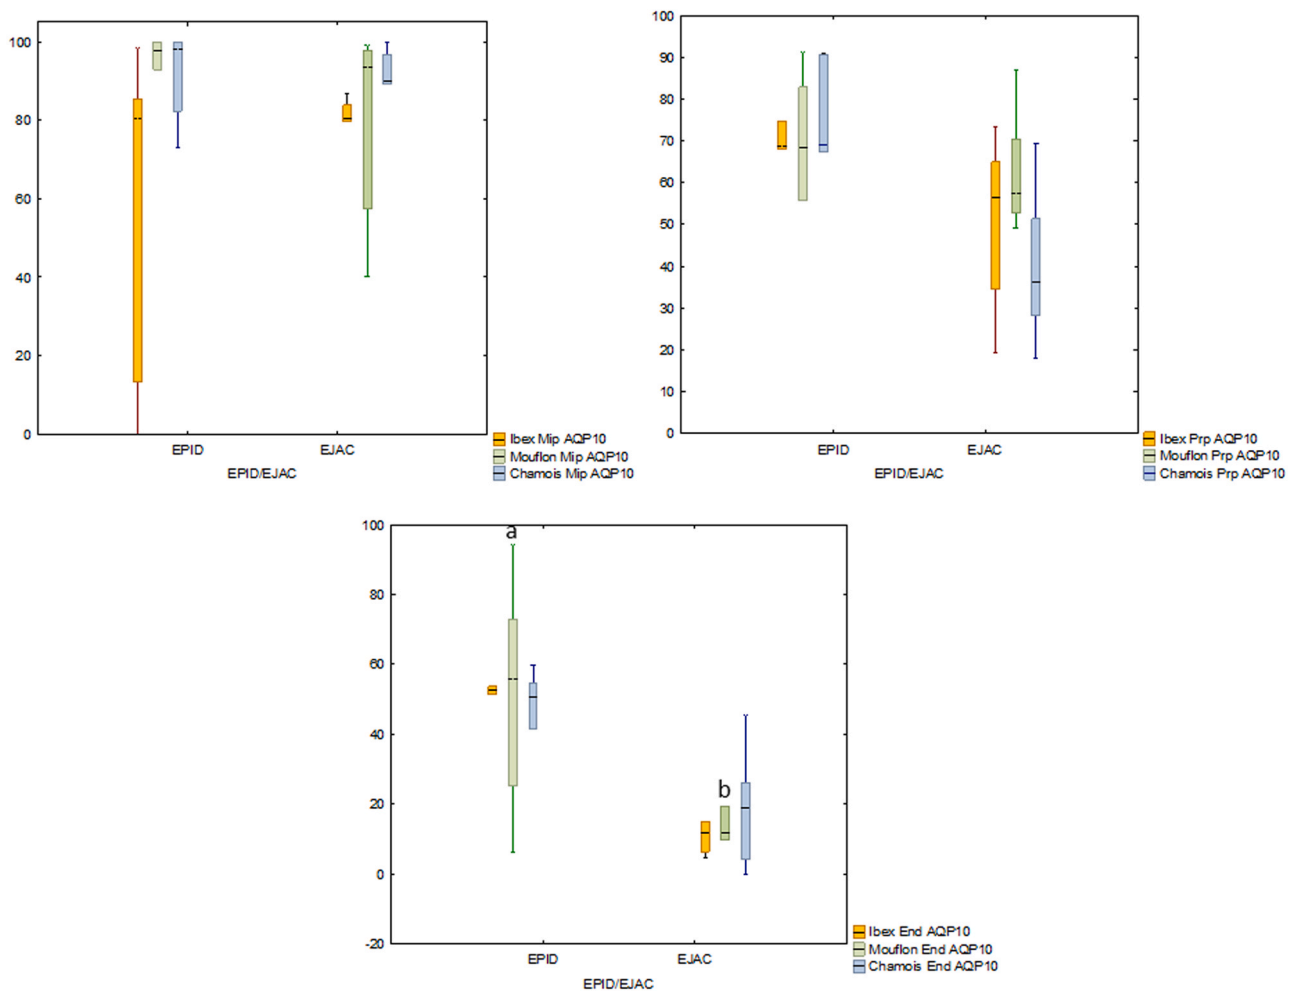 100
80
60
40
20
0
EPID
EJAC
EPID/EJAC
Ibex Mip AQP10
Mouflon Mip AQP10
Chamois Mip AQP10
100
90
80
70
60
50
40
30
20
10
0
EPID
EJAC
EPID/EJAC
Ibex Prp AQP10
Mouflon Prp AQP10
Chamois Prp AQP10
100
80
60
40
20
0
-20
a
b
EPID
EJAC
EPID/EJAC
Ibex End AQP10
Mouflon End AQP10
Chamois End AQP10